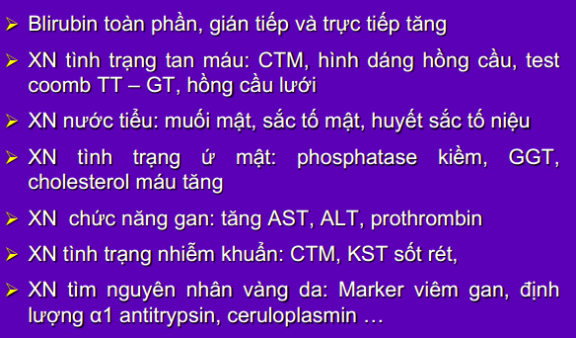 Blirubin toàn phần, gián tiếp và trực tiếp tăng
XN tình trạng tan máu: CTM, hình dáng hồng cầu, test
coomb TT – GT, hồng cầu lưới
XN nước tiểu: muối mật, sắc tố mật, huyết sắc tố niệu
XN tình trạng ứ mật: phosphatase kiềm, GGT,
cholesterol máu tăng
XN chức năng gan: tăng AST, ALT, prothrombin
XN tình trạng nhiễm khuẩn: CTM, KST sốt rét,
XN tìm nguyên nhân vàng da: Marker viêm gan, định
lượng α1 antitrypsin, ceruloplasmin …